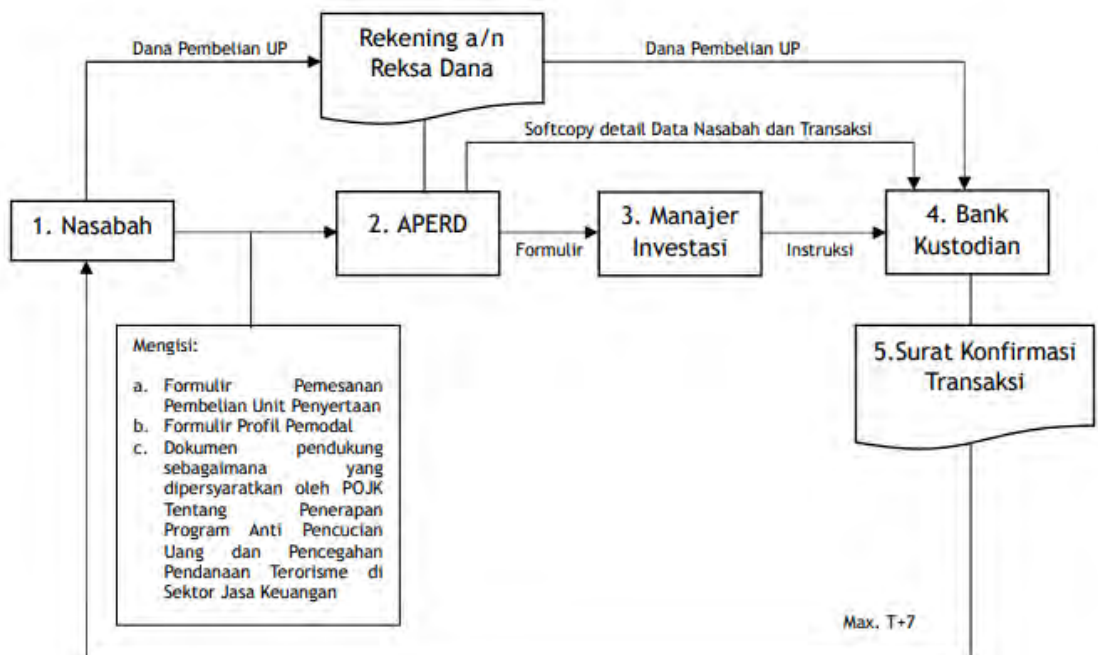 Dana Pembelian UP
Rekening a/n
Reksa Dana
Dana Pembelian UP
Softcopy detail Data Nasabah dan Transaksi
1. Nasabah
2. APERD
Formulir
3. Manajer
Investasi
Instruksi
4. Bank
Kustodian
Mengisi:
a. Formulir Pemesanan
Pembelian Unit Penyertaan
b. Formulir Profil Pemodal
c. Dokumen pendukung
sebagaimana yang
dipersyaratkan oleh POJK
Tentang Penerapan
Program Anti Pencucian
Uang dan Pencegahan
Pendanaan Terorisme di
Sektor Jasa Keuangan
5.Surat Konfirmasi
Transaksi
Max. T+7